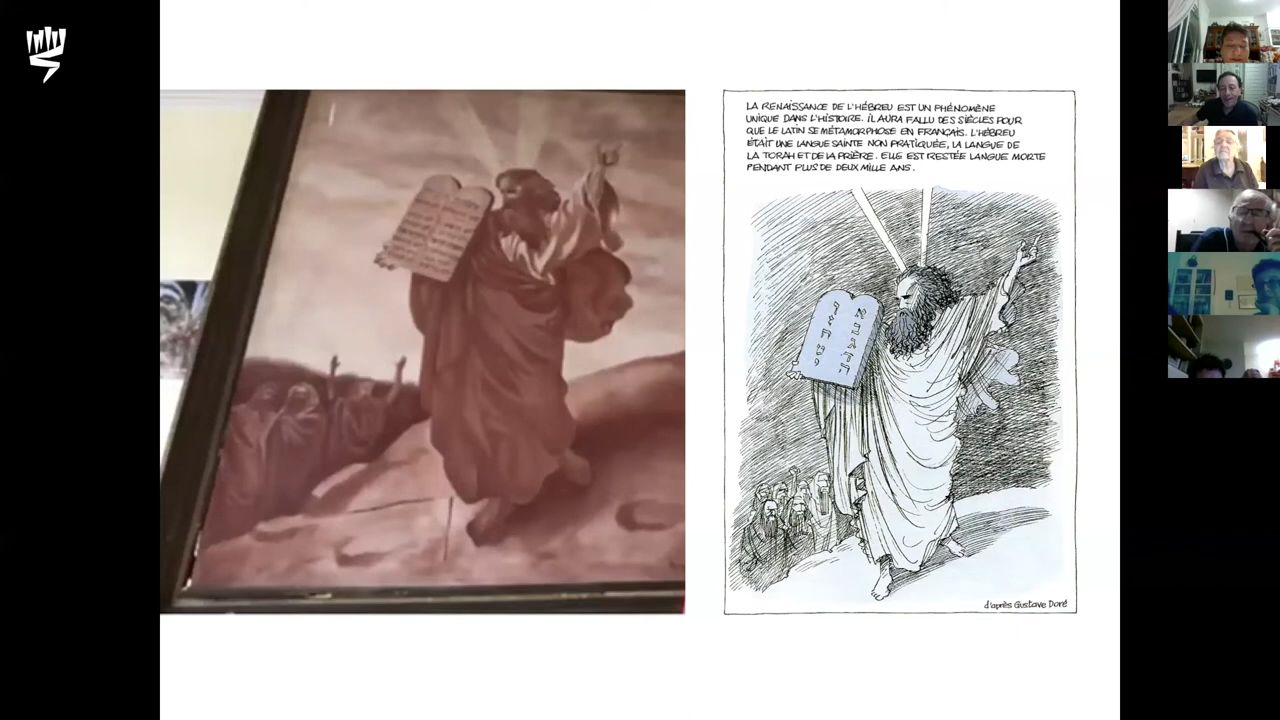 LA RENAISSANCE DE L'HÉBREU EST UN PHÉNOMÈNE
UNIQUE DANS L'HISTOIRE. IL AURA FALLU DES SIÈCLES POUR
QUE LE LATIN SE MÉTAMORPHOSE EN FRANÇAIS. L'HÉBREU
ÉTAIT UNE LANGUE SAINTE NON PRATIQUÉE, LA LANGUE DE
LA TORAH ET DE LA PRIÈRE. ELLE EST RESTÉE LANGUE MORTE
PENDANT PLUS DE DEUX MILLE ANS.
d'après Gustave Doré